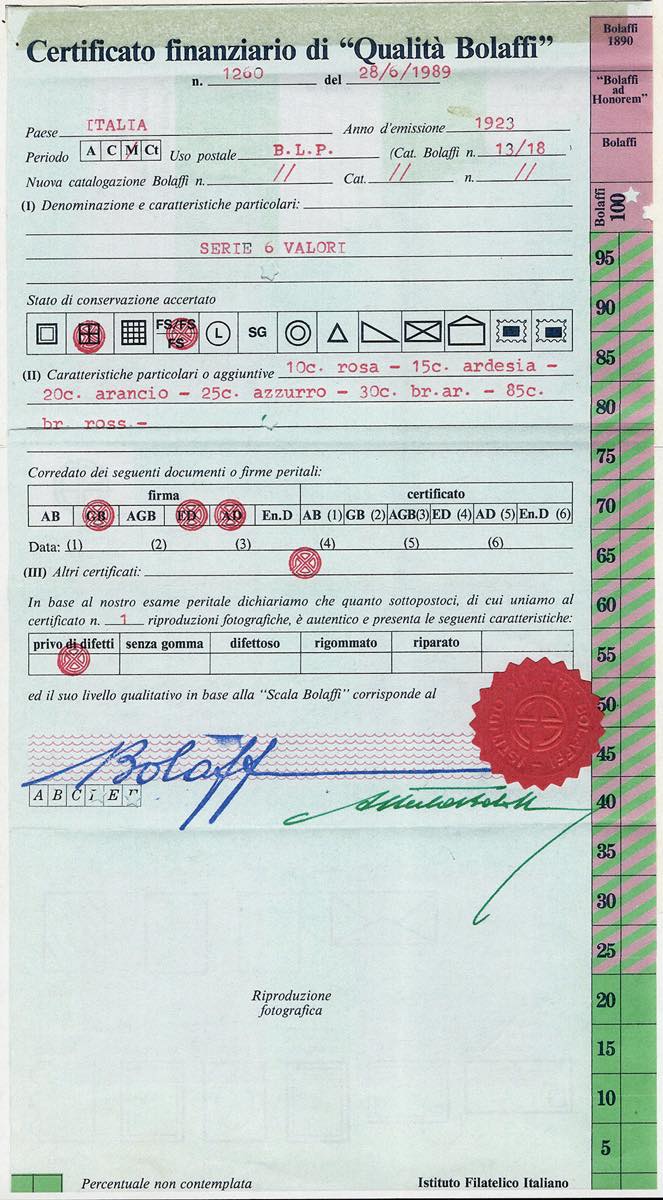 Certificato finanziario di “Qualità Bolaffi”
n. 1260 del 28/6/1989
Paese ITALIA Anno d'emissione 1923
Periodo A C M Ct Uso postale B.L.P. (Cat. Bolaffi n. 13/18
Nuova catalogazione Bolaffi n. // Cat. // n. //
(I) Denominazione e caratteristiche particolari:
SERIE 6 VALORI
Stato di conservazione accertato
FS/FS FS L SG
(II) Caratteristiche particolari o aggiuntive 10c. rosa - 15c. ardesia -
20c. arancio - 25c. azzurro - 30c. br.ar. - 85c.
br. ross.-
Corredato dei seguenti documenti o firme peritali:
firma certificato
AB GB AGB ED AD En.D AB (1) GB (2) AGB(3) ED (4) AD (5) En.D (6)
Data: (1) (2) (3) (4) (5) (6)
(III) Altri certificati:
In base al nostro esame peritale dichiariamo che quanto sottopostoci, di cui uniamo al
certificato n. 1 riproduzioni fotografiche, è autentico e presenta le seguenti caratteristiche:
privo di difetti senza gomma difettoso rigommato riparato
ed il suo livello qualitativo in base alla “Scala Bolaffi” corrisponde al
Bolaffi
A B C D E F
Riproduzione
fotografica
Percentuale non contemplata Istituto Filatelico Italiano
Bolaffi
1890
“Bolaffi
ad
Honorem”
Bolaffi
Bolaffi
100
95
90
85
80
75
70
65
60
55
50
45
40
35
30
25
20
15
10
5